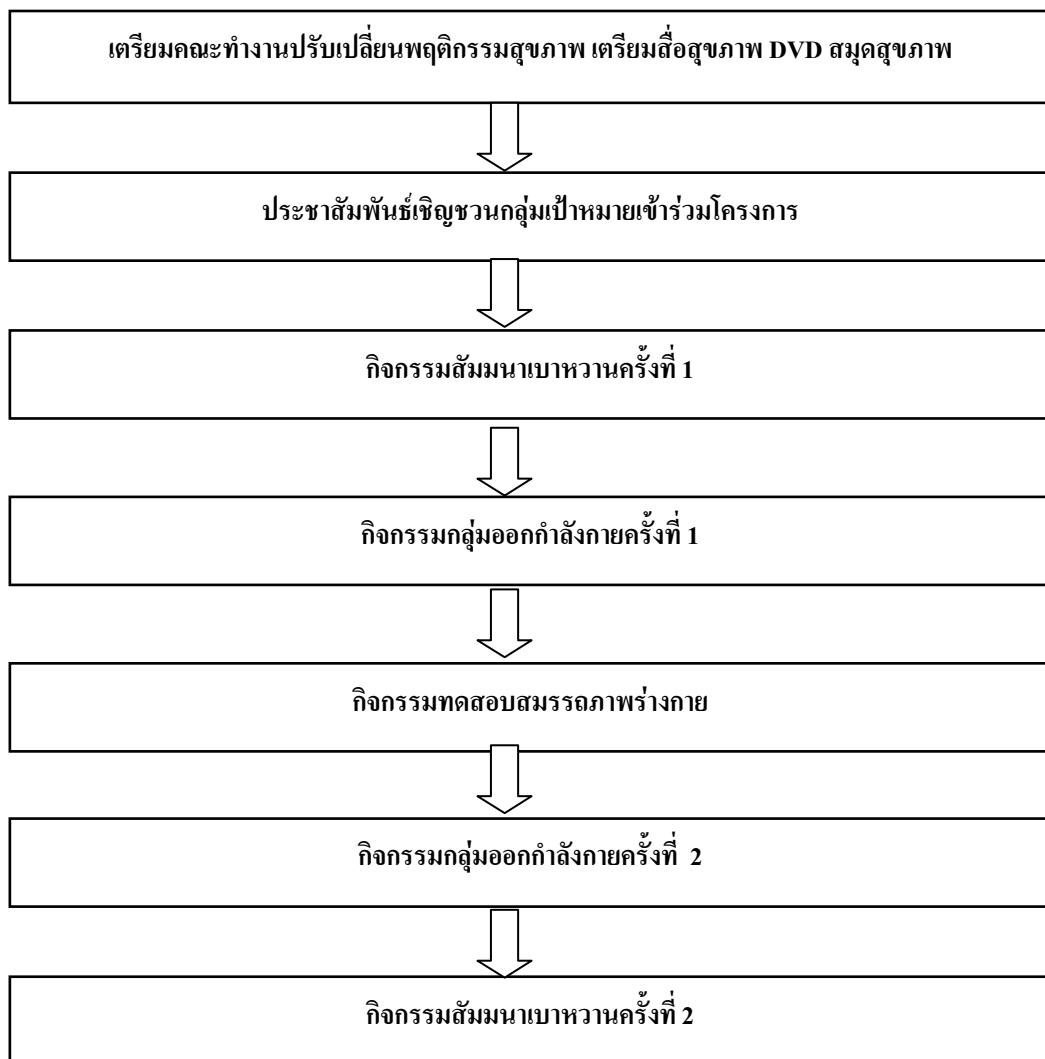 เตรียมคณะทำงานปรับเปลี่ยนพฤติกรรมสุขภาพ เตรียมสื่อสุขภาพ DVD สมุดสุขภาพ
ประชาสัมพันธ์เชิญชวนกลุ่มเป้าหมายเข้าร่วมโครงการ
กิจกรรมสัมมนาเบาหวานครั้งที่ 1
กิจกรรมกลุ่มออกกำลังกายครั้งที่ 1
กิจกรรมทดสอบสมรรถภาพร่างกาย
กิจกรรมกลุ่มออกกำลังกายครั้งที่ 2
กิจกรรมสัมมนาเบาหวานครั้งที่ 2